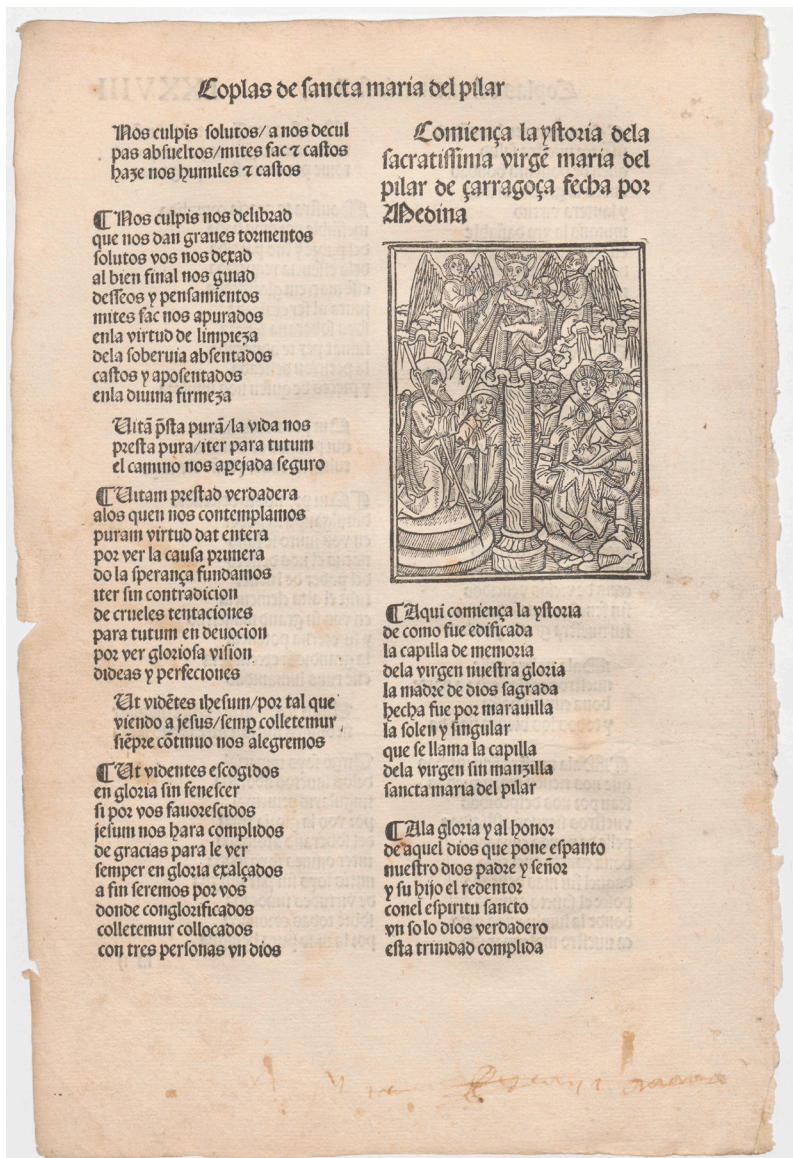 Coplas de sancta maria del pilar
Nos culpis solutos/a nos decul
pas absueltos/mites fac ⁊ castos
haze nos humiles ⁊ castos
¶Nos culpis nos delibrad
que nos dan graues tormentos
solutos vos nos dexad
al bien final nos guiad
desseos y pensamientos
mites fac nos apurados
enla virtud de limpieza
dela soberuia absentados
castos y aposentados
enla diuina firmeza
Uitã p̃sta purã/la vida nos
presta pura/iter para tutum
el camino nos aꝑejada seguro
¶Uitam prestad verdadera
alos quen nos contemplamos
puram virtud dat entera
por ver la causa primera
do la sperança fundamos
iter sin contradicion
de crueles tentaciones
para tutum en deuocion
por ver gloriosa vision
dideas y perfeciones
Ut vidẽtes ihesum/por tal que
viendo a jesus/semꝑ colletemur
siẽpre cõtinuo nos alegremos
¶Ut videntes escogidos
en gloria sin fenescer
si por vos fauorescidos
jesum nos hara complidos
de gracias para le ver
semper en gloria exalçados
a fin seremos por vos
donde conglorificados
colletemur collocados
con tres personas vn dios
Comiença la ystoria dela
sacratissima virgẽ maria del
pilar de çarragoça fecha por
Medina
¶Aqui comiença la ystoria
de como fue edificada
la capilla de memoria
dela virgen nuestra gloria
la madre de dios sagrada
hecha fue por marauilla
la solen y singular
que se llama la capilla
dela virgen sin manzilla
sancta maria del pilar
¶Ala gloria y al honor
de aquel dios que pone espanto
nuestro dios padre y señor
y su hijo el redentor
conel espiritu sancto
vn solo dios verdadero
esta trinidad complida